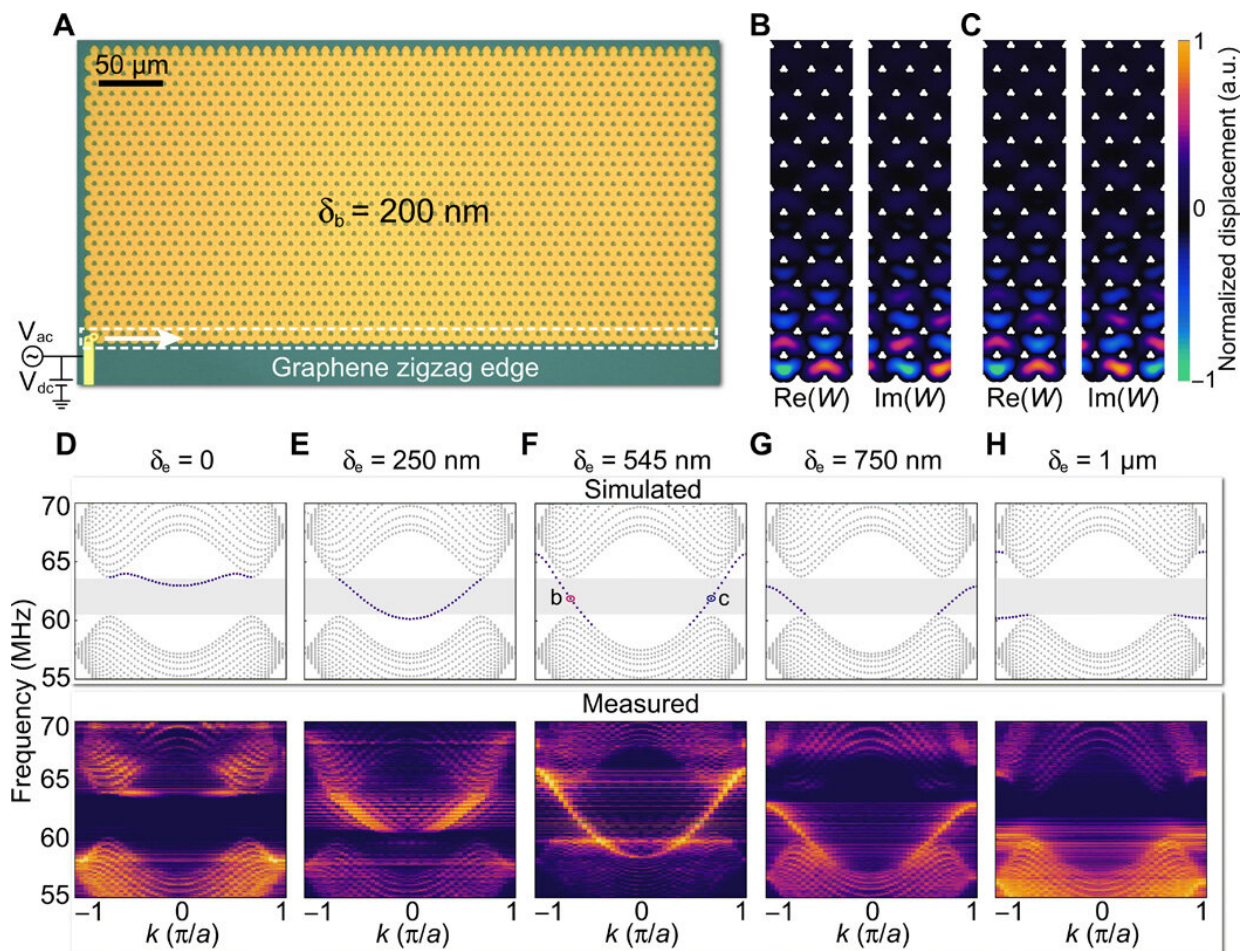 A
50 μm
δb = 200 nm
Vac
Vdc
Graphene zigzag edge
B
C
Re(W) Im(W) Re(W) Im(W)
1
0
−1
Normalized displacement (a.u.)
D E F G H
δe = 0 δe = 250 nm δe = 545 nm δe = 750 nm δe = 1 μm
Simulated
70
65
60
55
b c
Measured
70
65
60
55
Frequency (MHz)
Frequency (MHz)
−1 0 1 −1 0 1 −1 0 1 −1 0 1 −1 0 1
k (π/a) k (π/a) k (π/a) k (π/a) k (π/a)